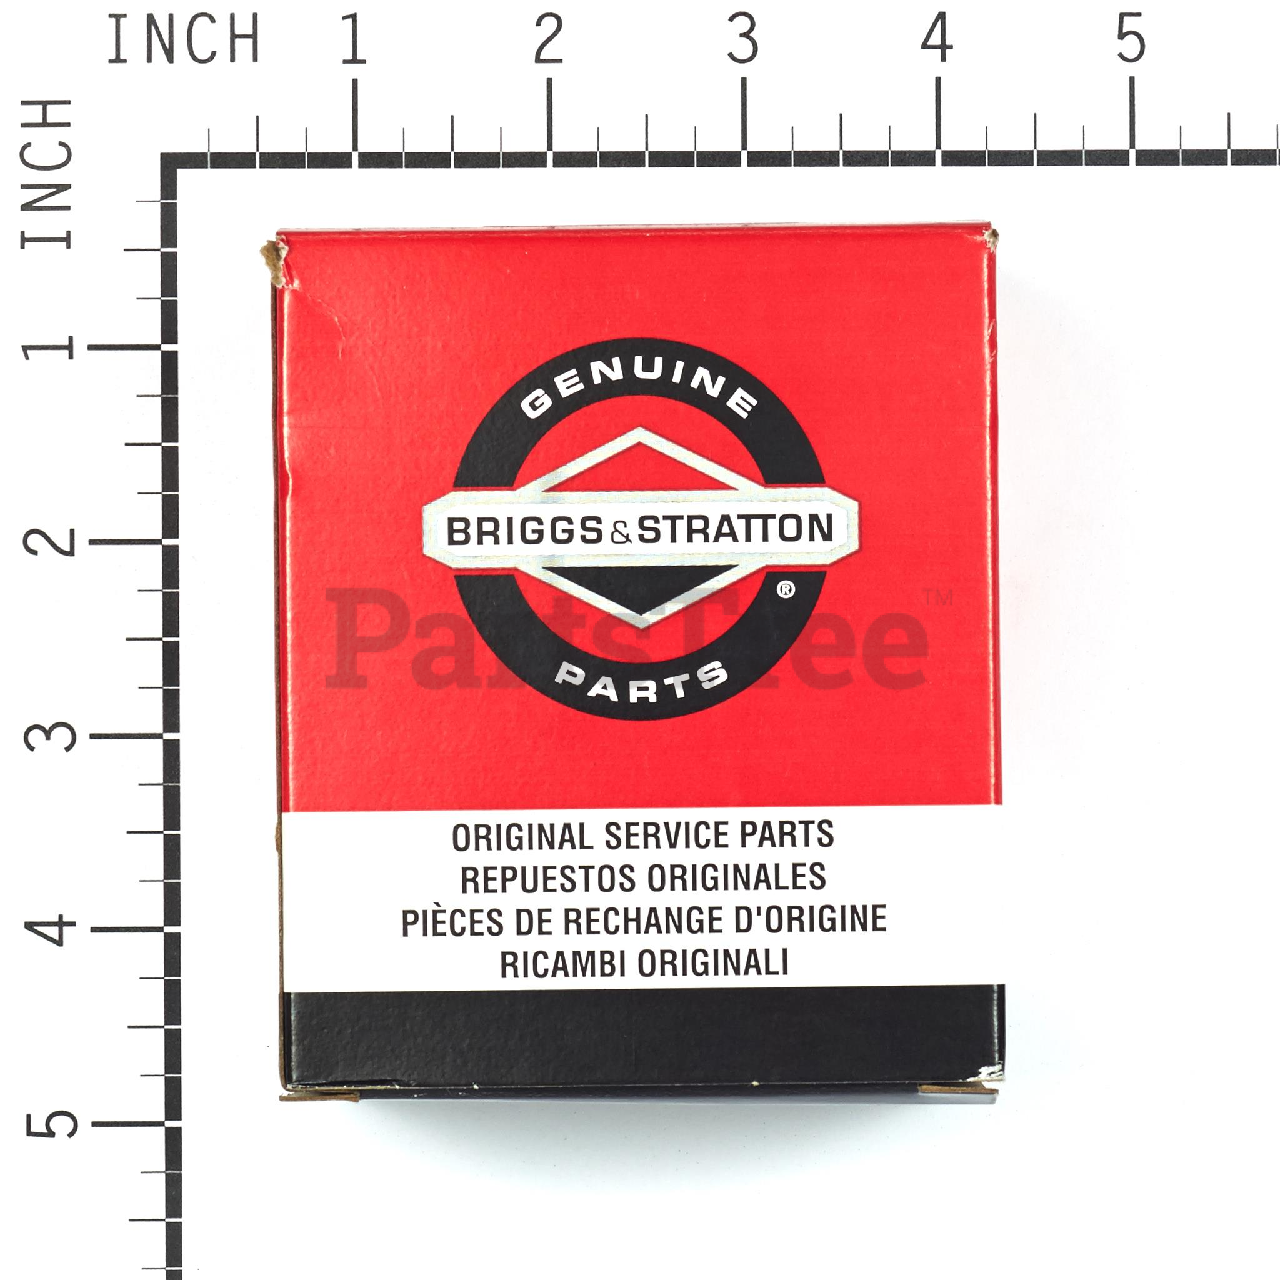 INCH 1 2 3 4 5
INCH
1
2
3
4
5
GENUINE
BRIGGS & STRATTON
®
PartsTree™
PARTS
ORIGINAL SERVICE PARTS
REPUESTOS ORIGINALES
PIÈCES DE RECHANGE D'ORIGINE
RICAMBI ORIGINALI